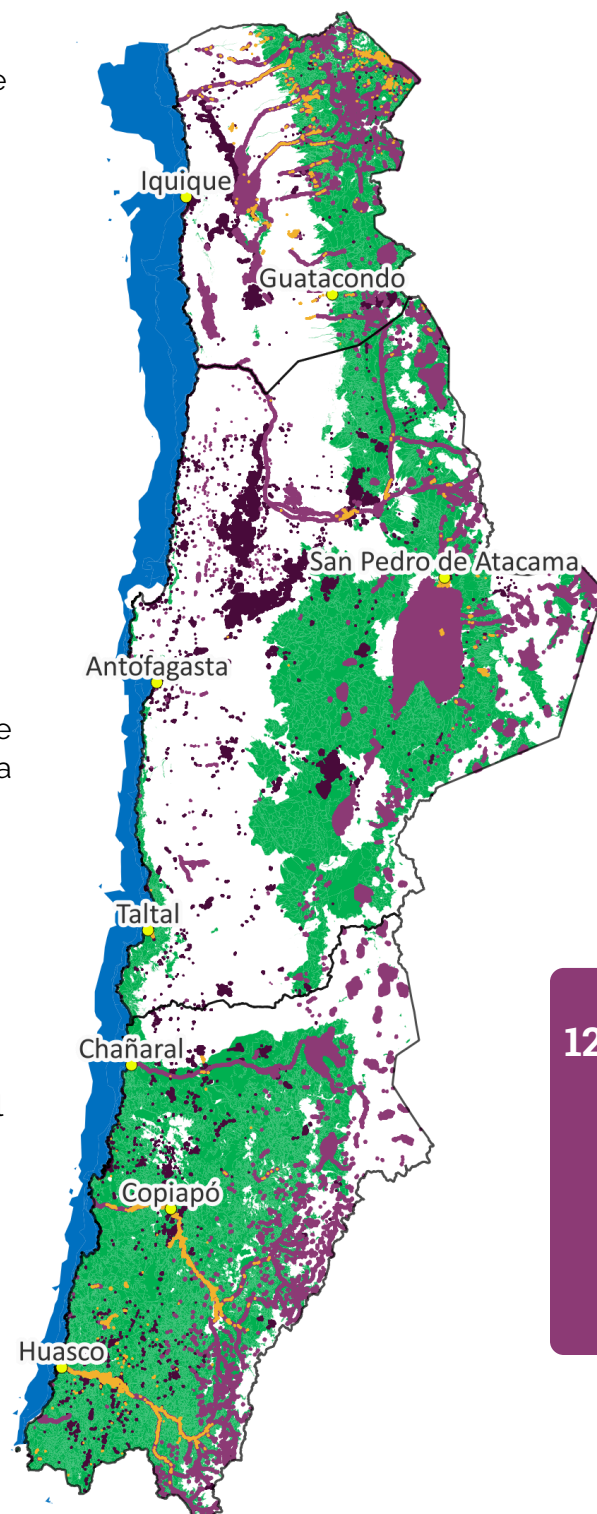 e
Iquique
Guatacondo
San Pedro de Atacama
Antofagasta
e
a
Taltal
12
Chañaral
Copiapó
Huasco